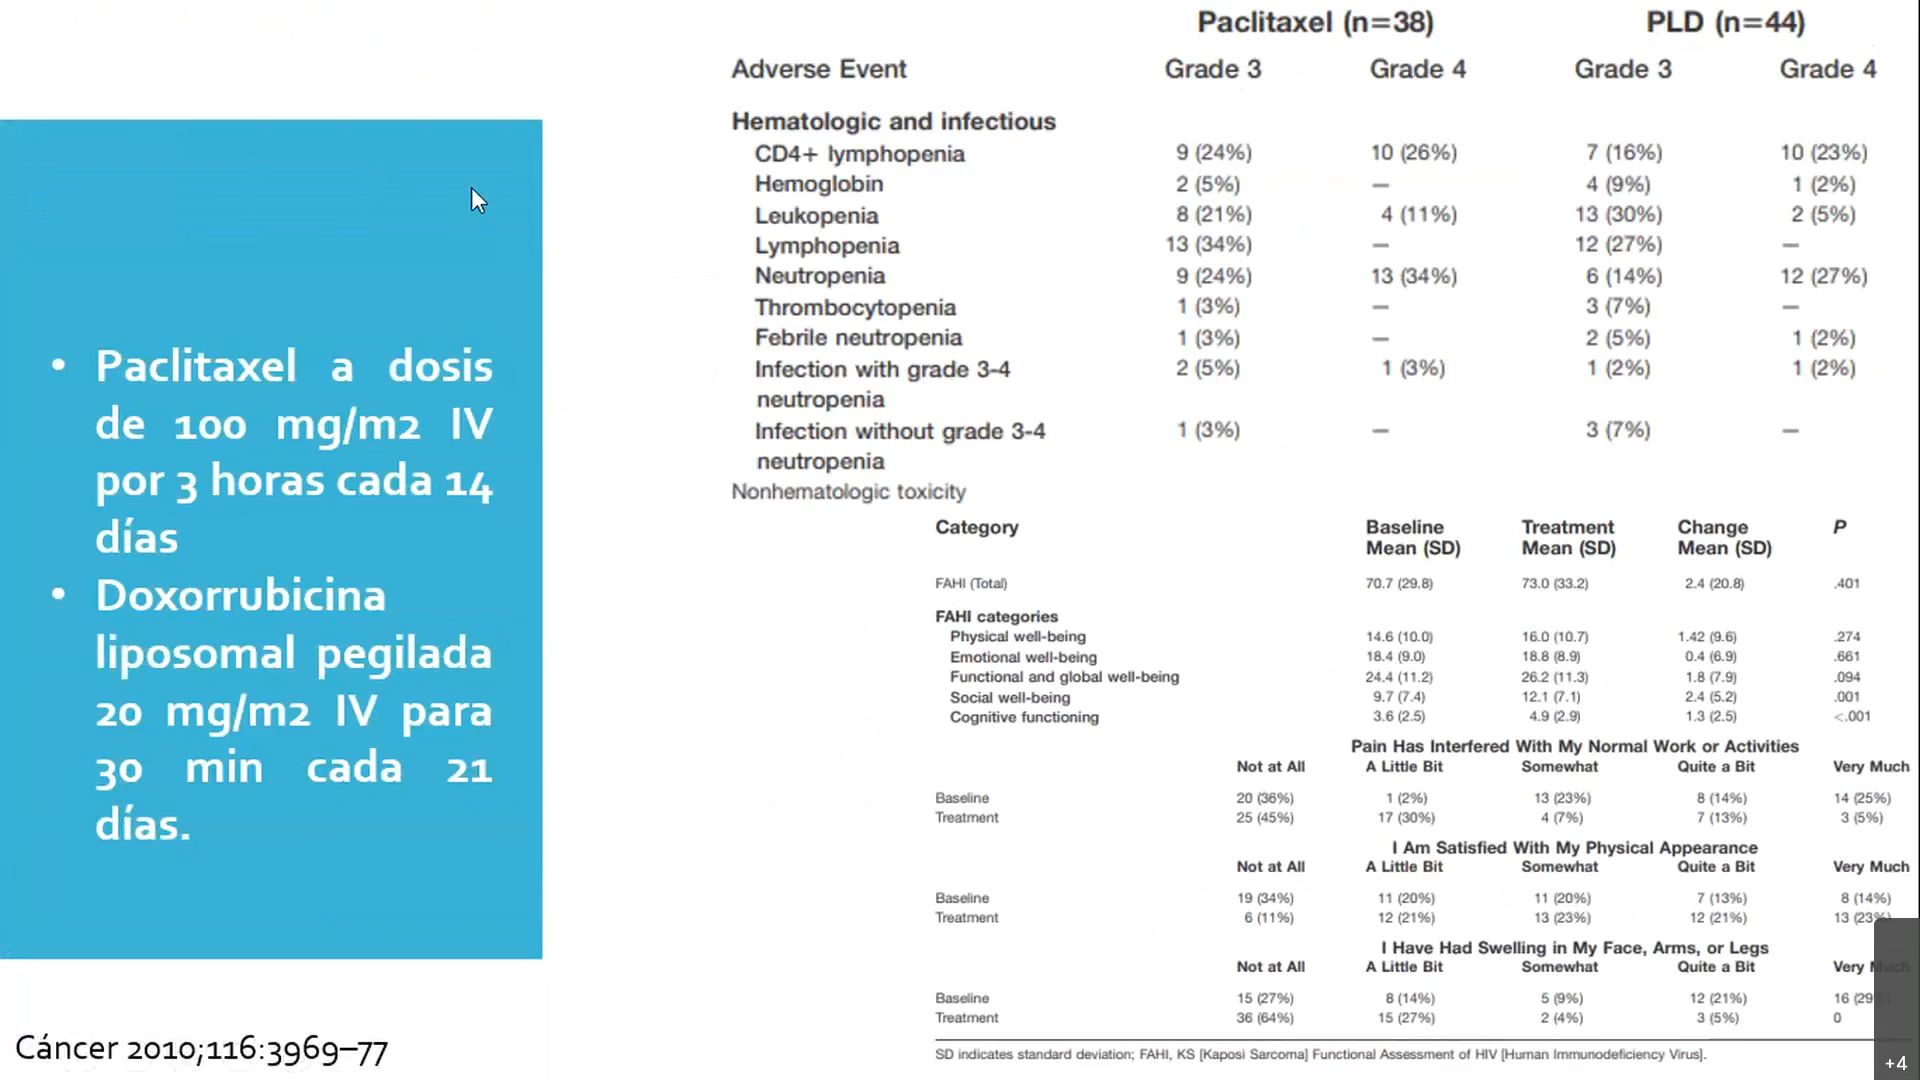 Paclitaxel (n=38) PLD (n=44)
Adverse Event Grade 3 Grade 4 Grade 3 Grade 4
Hematologic and infectious
CD4+ lymphopenia 9 (24%) 10 (26%) 7 (16%) 10 (23%)
Hemoglobin 2 (5%) — 4 (9%) 1 (2%)
Leukopenia 8 (21%) 4 (11%) 13 (30%) 2 (5%)
Lymphopenia 13 (34%) — 12 (27%) —
Neutropenia 9 (24%) 13 (34%) 6 (14%) 12 (27%)
Thrombocytopenia 1 (3%) — 3 (7%) —
Febrile neutropenia 1 (3%) — 2 (5%) 1 (2%)
Infection with grade 3-4 2 (5%) 1 (3%) 1 (2%) 1 (2%)
neutropenia
Infection without grade 3-4 1 (3%) — 3 (7%) —
neutropenia
Nonhematologic toxicity
• Paclitaxel a dosis
de 100 mg/m2 IV
por 3 horas cada 14
días
• Doxorrubicina
liposomal pegilada
20 mg/m2 IV para
30 min cada 21
días.
Category Baseline Treatment Change P
Mean (SD) Mean (SD) Mean (SD)
FAHI (Total) 70.7 (29.8) 73.0 (33.2) 2.4 (20.8) .401
FAHI categories
Physical well-being 14.6 (10.0) 16.0 (10.7) 1.42 (9.6) .274
Emotional well-being 18.4 (9.0) 18.8 (8.9) 0.4 (6.9) .661
Functional and global well-being 24.4 (11.2) 26.2 (11.3) 1.8 (7.9) .094
Social well-being 9.7 (7.4) 12.1 (7.1) 2.4 (5.2) .001
Cognitive functioning 3.6 (2.5) 4.9 (2.9) 1.3 (2.5) <.001
Pain Has Interfered With My Normal Work or Activities
Not at All A Little Bit Somewhat Quite a Bit Very Much
Baseline 20 (36%) 1 (2%) 13 (23%) 8 (14%) 14 (25%)
Treatment 25 (45%) 17 (30%) 4 (7%) 7 (13%) 3 (5%)
I Am Satisfied With My Physical Appearance
Not at All A Little Bit Somewhat Quite a Bit Very Much
Baseline 19 (34%) 11 (20%) 11 (20%) 7 (13%) 8 (14%)
Treatment 6 (11%) 12 (21%) 13 (23%) 12 (21%) 13 (23%)
I Have Had Swelling in My Face, Arms, or Legs
Not at All A Little Bit Somewhat Quite a Bit Very Much
Baseline 15 (27%) 8 (14%) 5 (9%) 12 (21%) 16 (29
Treatment 36 (64%) 15 (27%) 2 (4%) 3 (5%) 0
SD indicates standard deviation; FAHI, KS [Kaposi Sarcoma] Functional Assessment of HIV [Human Immunodeficiency Virus].
Cáncer 2010;116:3969–77
+4